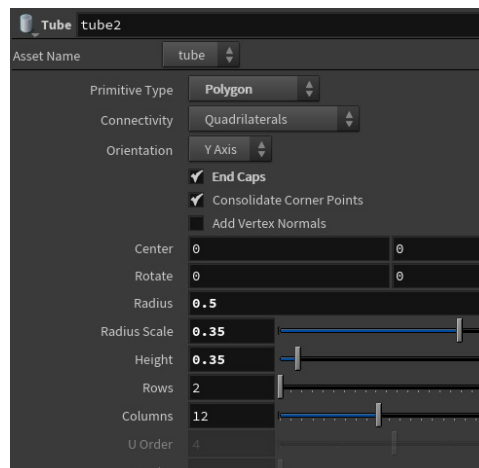 Tube tube2
Asset Name tube
Primitive Type Polygon
Connectivity Quadrilaterals
Orientation Y Axis
End Caps
Consolidate Corner Points
Add Vertex Normals
Center 0 0
Rotate 0 0
Radius 0.5
Radius Scale 0.35
Height 0.35
Rows 2
Columns 12
U Order 4